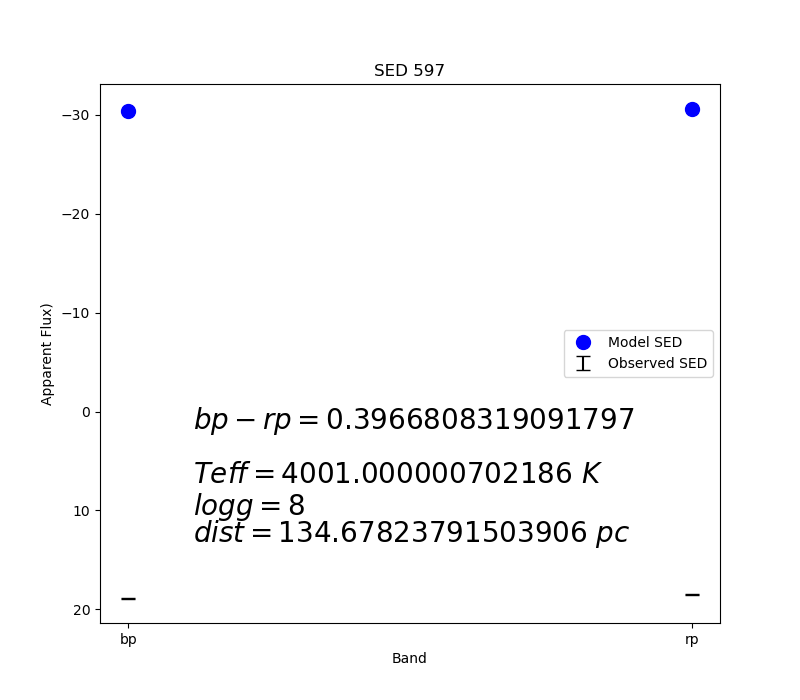 SED 597
−30
−20
−10
0
10
20
Apparent Flux)
Model SED
Observed SED
bp − rp = 0.3966808319091797
Teff = 4001.000000702186 K
logg = 8
dist = 134.67823791503906 pc
bp
rp
Band